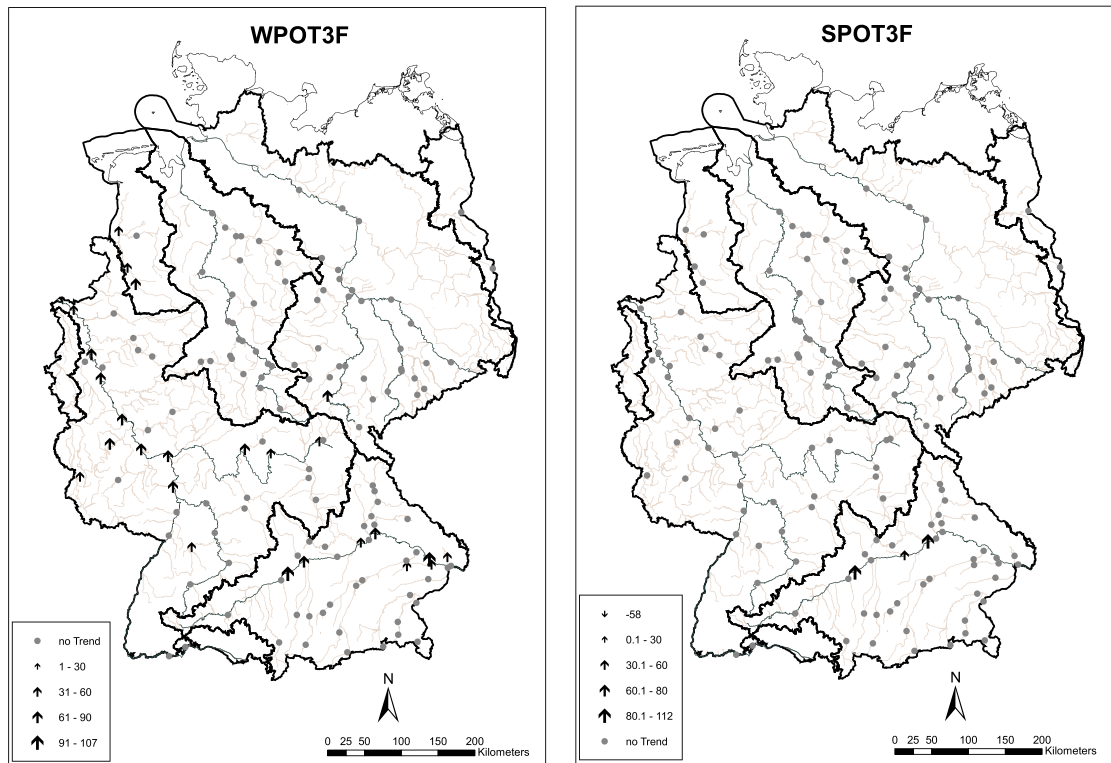 WPOT3F
no Trend
1 - 30
31 - 60
61 - 90
91 - 107
N
0 25 50 100 150 200
Kilometers
SPOT3F
-58
0.1 - 30
30.1 - 60
60.1 - 80
80.1 - 112
no Trend
N
0 25 50 100 150 200
Kilometers